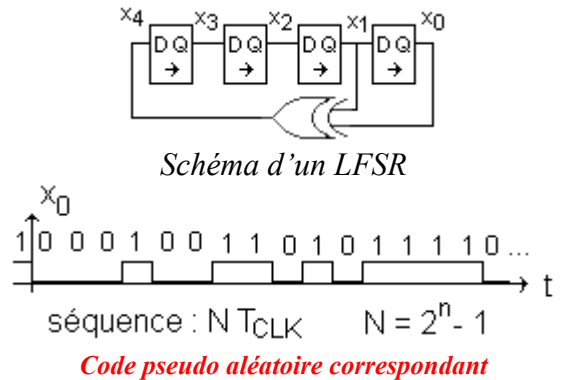 x4 x3 x2 x1 x0
D Q D Q D Q D Q
→ → → →
Schéma d'un LFSR
x0
1 0 0 0 1 0 0 1 1 0 1 0 1 1 1 1 0 ...
t
séquence : N TCLK N = 2^n - 1
Code pseudo aléatoire correspondant